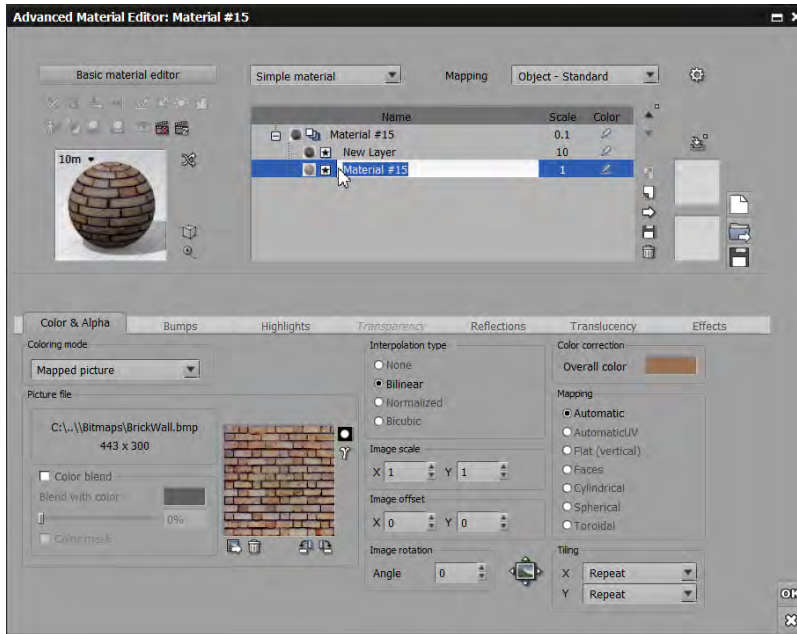 Advanced Material Editor: Material #15
Basic material editor
Simple material
Mapping
Object - Standard
Name Scale Color
Material #15 0.1
New Layer 10
Material #15 1
10m
Color & Alpha Bumps Highlights Transparency Reflections Translucency Effects
Coloring mode
Mapped picture
Picture file
C:\..\\Bitmaps\BrickWall.bmp
443 x 300
Color blend
Blend with color
0%
Color mask
Interpolation type
None
Bilinear
Normalized
Bicubic
Image scale
X 1 Y 1
Image offset
X 0 Y 0
Image rotation
Angle 0
Color correction
Overall color
Mapping
Automatic
AutomaticUV
Flat (vertical)
Faces
Cylindrical
Spherical
Toroidal
Tiling
X Repeat
Y Repeat
OK